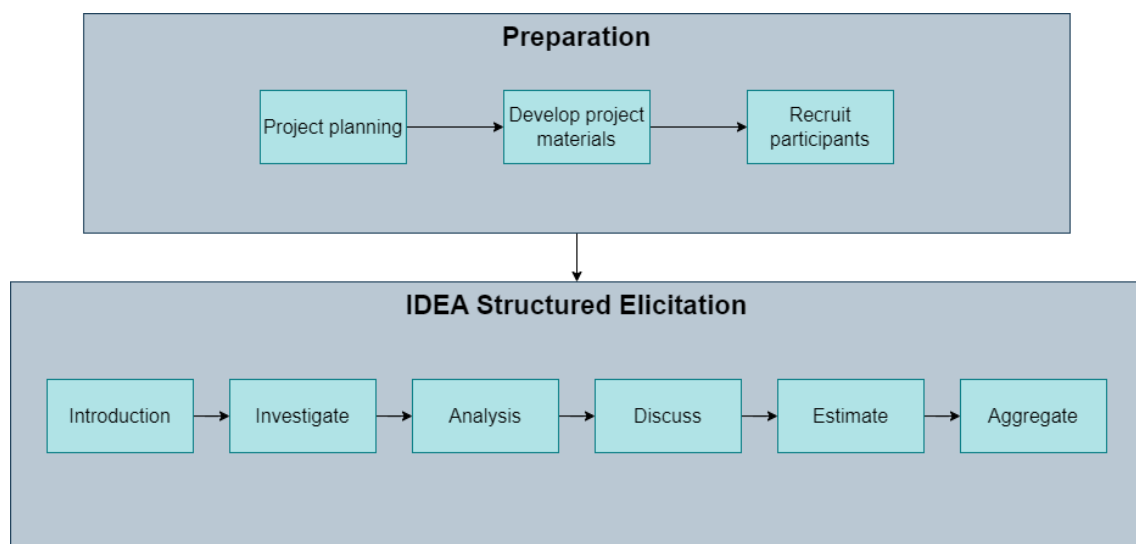 Preparation
Project planning
Develop project
materials
Recruit
participants
IDEA Structured Elicitation
Introduction
Investigate
Analysis
Discuss
Estimate
Aggregate